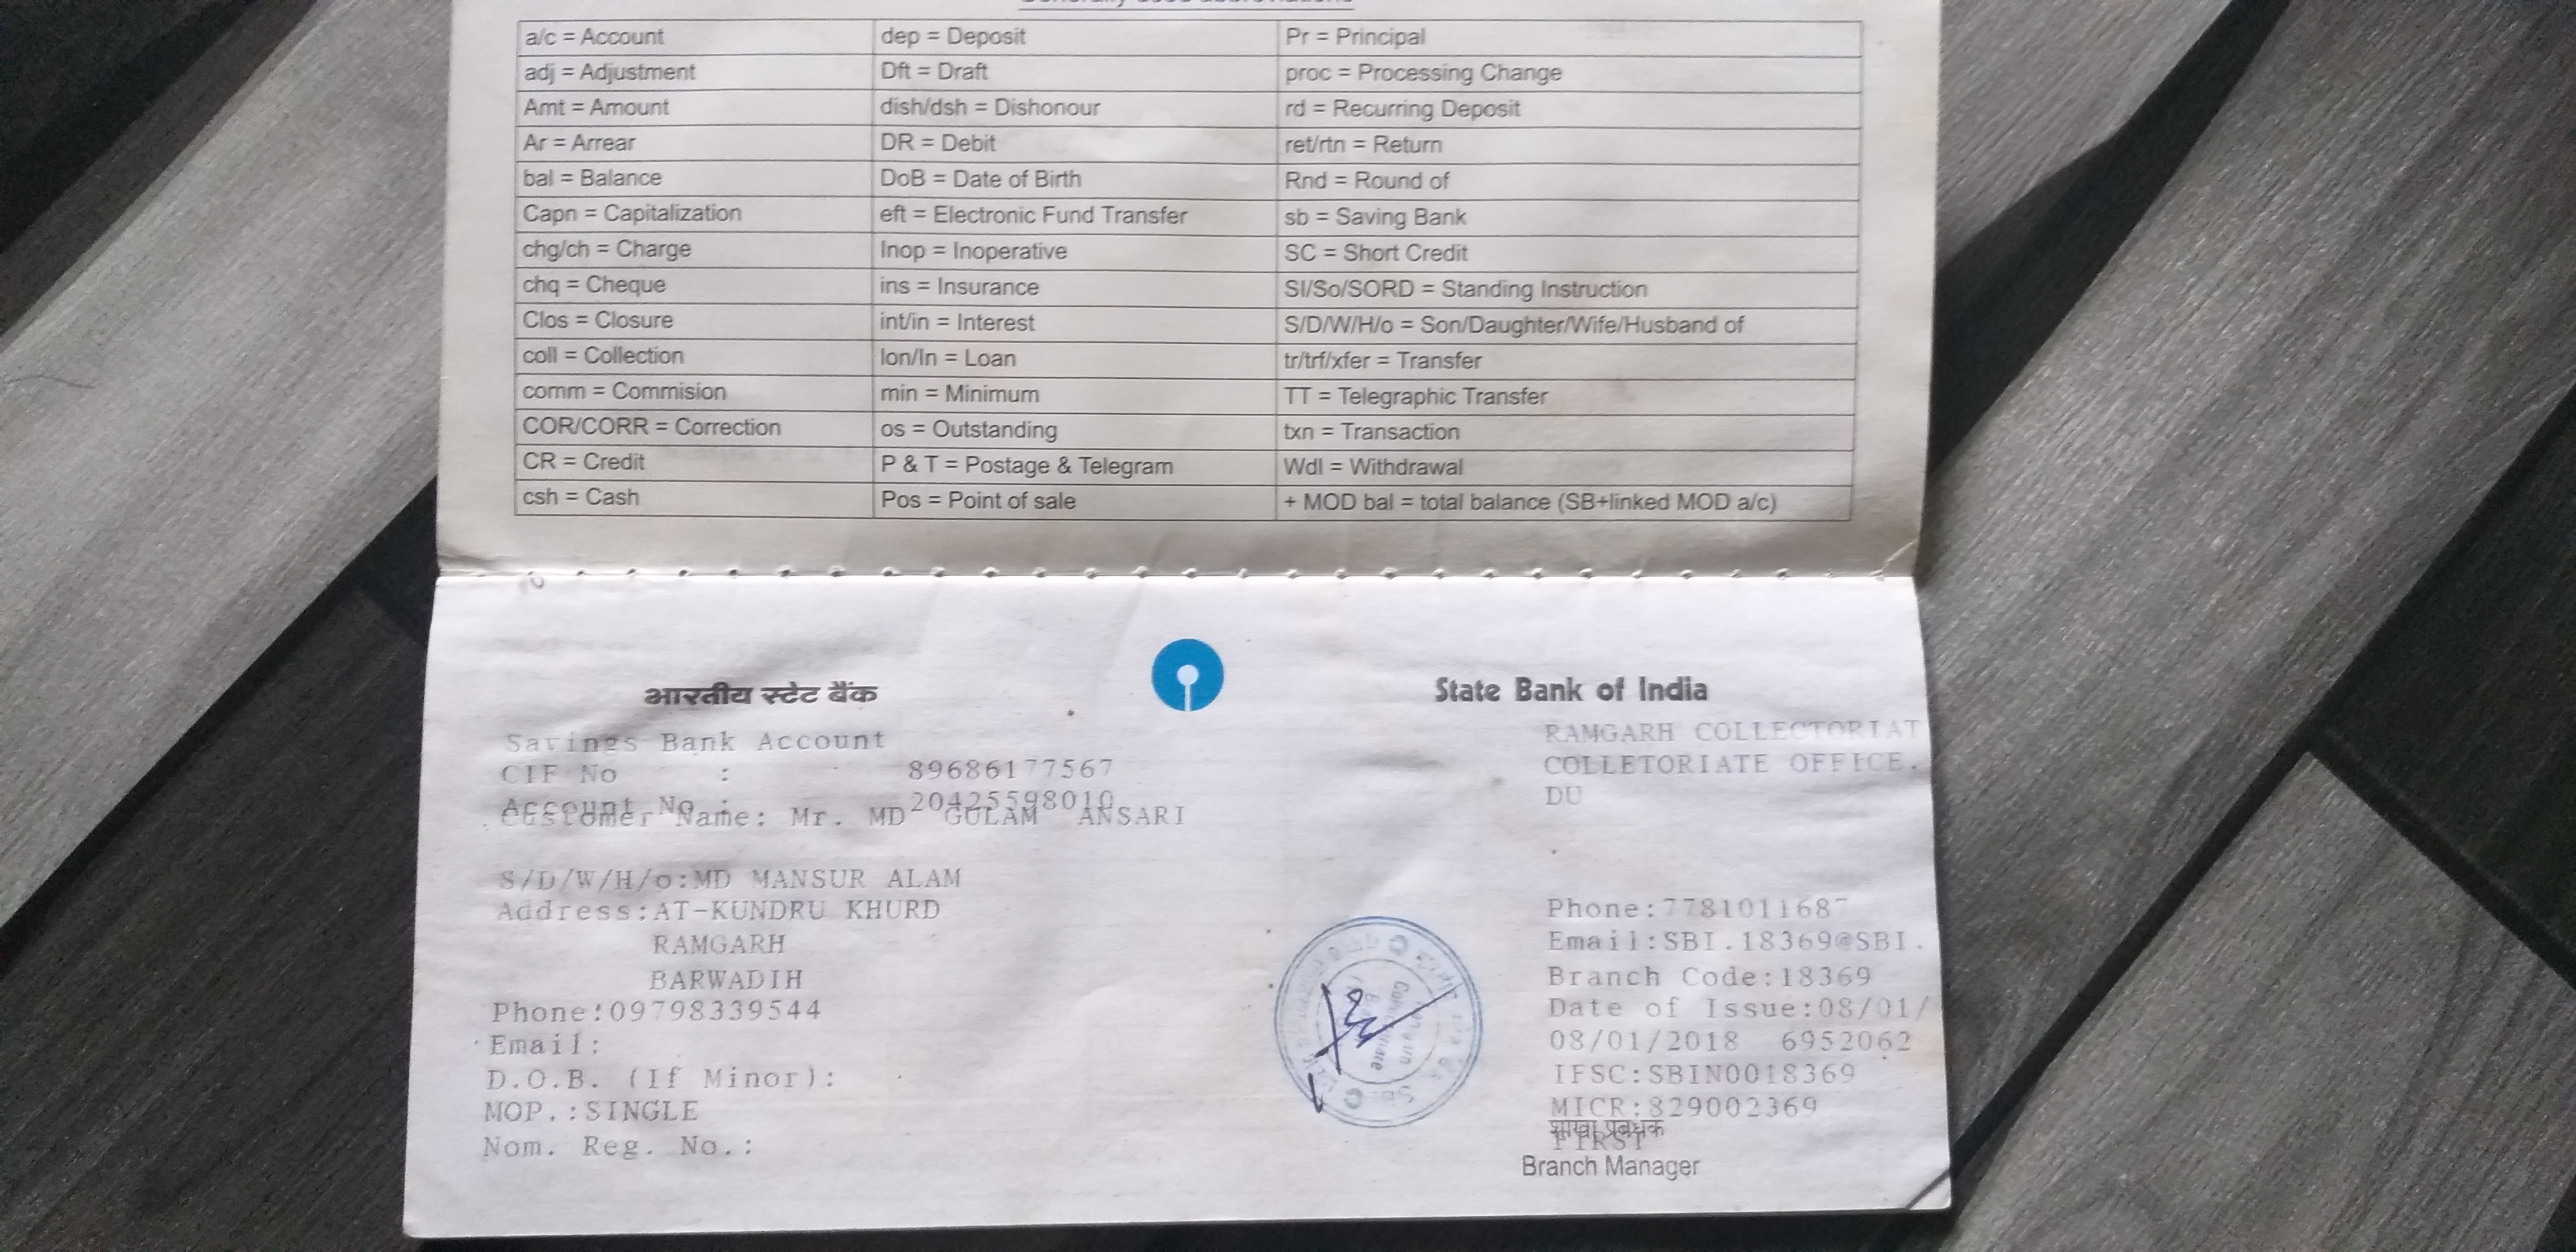 Generally used abbreviations
a/c = Account
dep = Deposit
Pr = Principal
adj = Adjustment
Dft = Draft
proc = Processing Change
Amt = Amount
dish/dsh = Dishonour
rd = Recurring Deposit
Ar = Arrear
DR = Debit
ret/rtn = Return
bal = Balance
DoB = Date of Birth
Rnd = Round of
Capn = Capitalization
eft = Electronic Fund Transfer
sb = Saving Bank
chg/ch = Charge
Inop = Inoperative
SC = Short Credit
chq = Cheque
ins = Insurance
SI/So/SORD = Standing Instruction
Clos = Closure
int/in = Interest
S/D/W/H/o = Son/Daughter/Wife/Husband of
coll = Collection
lon/ln = Loan
tr/trf/xfer = Transfer
comm = Commision
min = Minimum
TT = Telegraphic Transfer
COR/CORR = Correction
os = Outstanding
txn = Transaction
CR = Credit
P & T = Postage & Telegram
Wdl = Withdrawal
csh = Cash
Pos = Point of sale
+ MOD bal = total balance (SB+linked MOD a/c)
भारतीय स्टेट बैंक
State Bank of India
Savings Bank Account
CIF No : 89686177567
Account No : 20425598010
Customer Name: Mr. MD GULAM ANSARI
S/D/W/H/o:MD MANSUR ALAM
Address:AT-KUNDRU KHURD
RAMGARH
BARWADIH
Phone:09798339544
Email:
D.O.B. (If Minor):
MOP.:SINGLE
Nom. Reg. No.:
RAMGARH COLLECTORIAT
COLLETORIATE OFFICE.
DU
Phone:7781011687
Email:SBI.18369@SBI.
Branch Code:18369
Date of Issue:08/01/
08/01/2018 6952062
IFSC:SBIN0018369
MICR:829002369
शाखा प्रबंधक
FIRST
Branch Manager